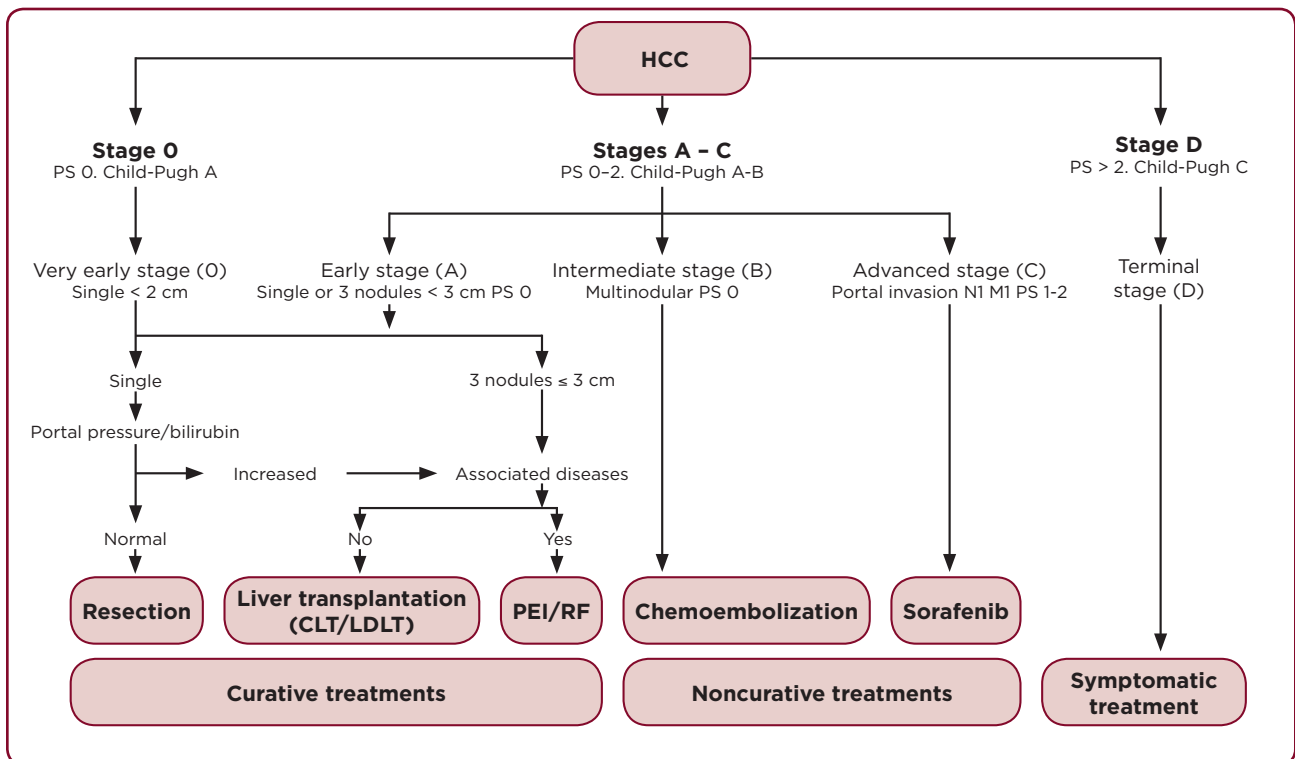 HCC
Stage 0
PS 0. Child-Pugh A
Stages A – C
PS 0–2. Child-Pugh A-B
Stage D
PS > 2. Child-Pugh C
Very early stage (0)
Single < 2 cm
Early stage (A)
Single or 3 nodules < 3 cm PS 0
Intermediate stage (B)
Multinodular PS 0
Advanced stage (C)
Portal invasion N1 M1 PS 1-2
Terminal
stage (D)
Single
3 nodules ≤ 3 cm
Portal pressure/bilirubin
Increased
Associated diseases
Normal
No
Yes
Resection
Liver transplantation
(CLT/LDLT)
PEI/RF
Chemoembolization
Sorafenib
Curative treatments
Noncurative treatments
Symptomatic
treatment